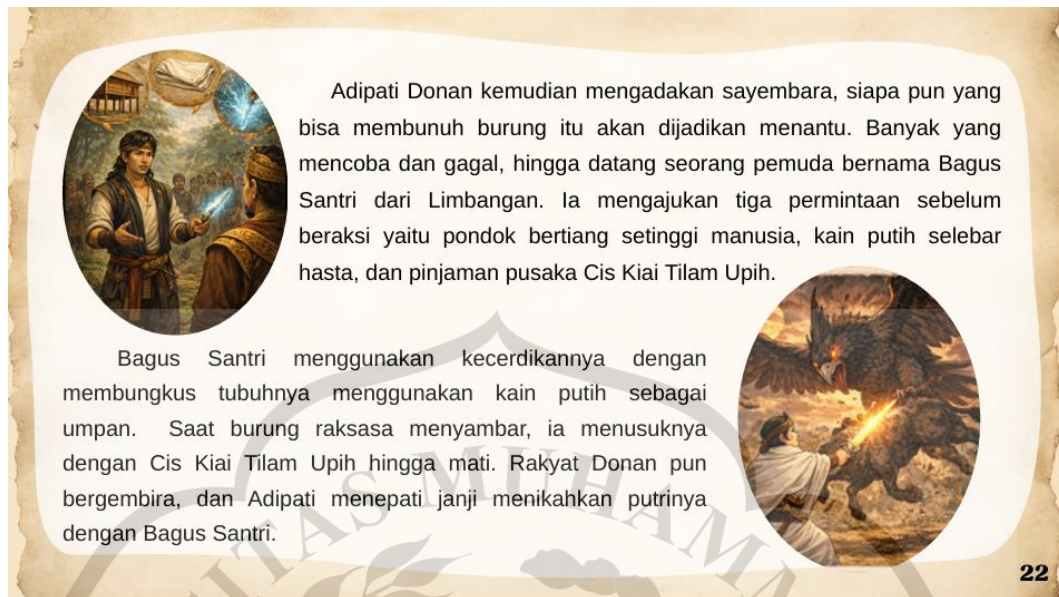 Adipati Donan kemudian mengadakan sayembara, siapa pun yang
bisa membunuh burung itu akan dijadikan menantu. Banyak yang
mencoba dan gagal, hingga datang seorang pemuda bernama Bagus
Santri dari Limbangan. Ia mengajukan tiga permintaan sebelum
beraksi yaitu pondok bertiang setinggi manusia, kain putih selebar
hasta, dan pinjaman pusaka Cis Kiai Tilam Upih.
Bagus Santri menggunakan kecerdikannya dengan
membungkus tubuhnya menggunakan kain putih sebagai
umpan. Saat burung raksasa menyambar, ia menusuknya
dengan Cis Kiai Tilam Upih hingga mati. Rakyat Donan pun
bergembira, dan Adipati menepati janji menikahkan putrinya
dengan Bagus Santri.
ITAS MUHAMM
22